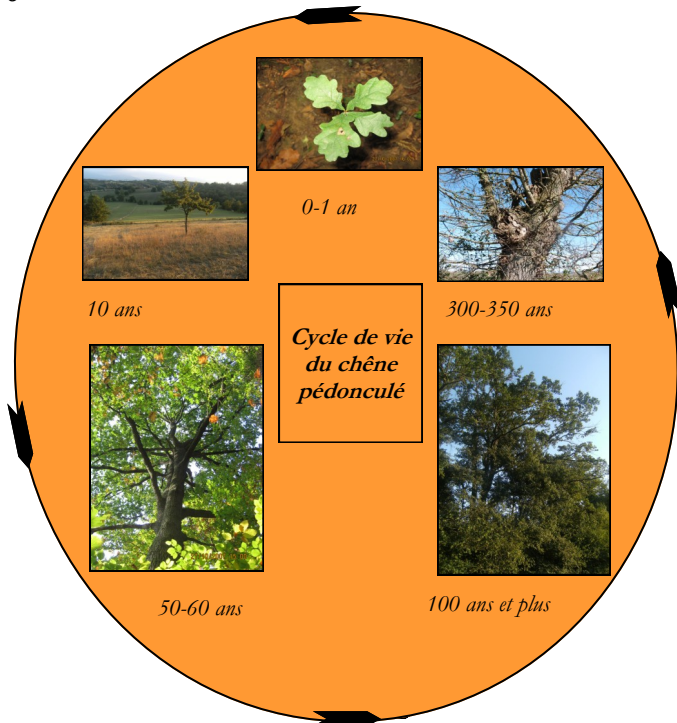 0-1 an
10 ans
300-350 ans
Cycle de vie
du chêne
pédonculé
50-60 ans
100 ans et plus